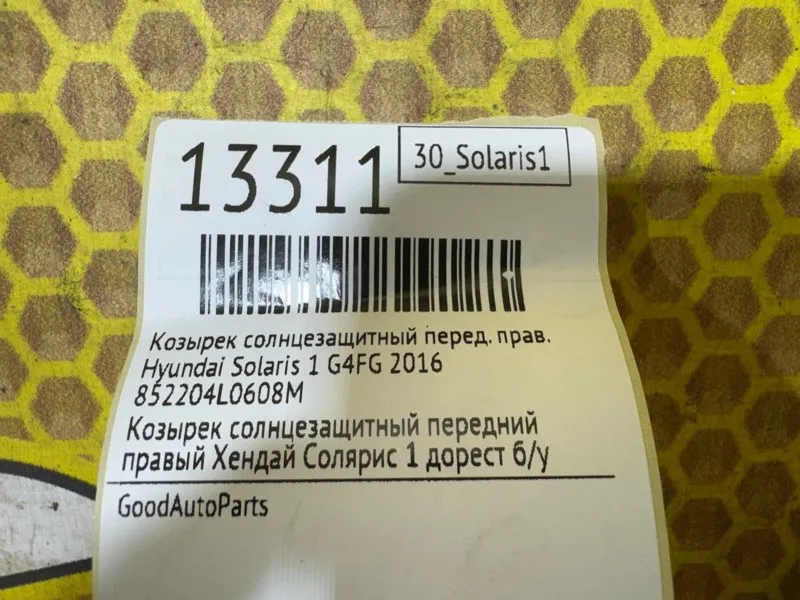 13311
30_Solaris1
Козырек солнцезащитный перед. прав.
Hyundai Solaris 1 G4FG 2016
852204L0608M
Козырек солнцезащитный передний
правый Хендай Солярис 1 дорест б/у
GoodAutoParts